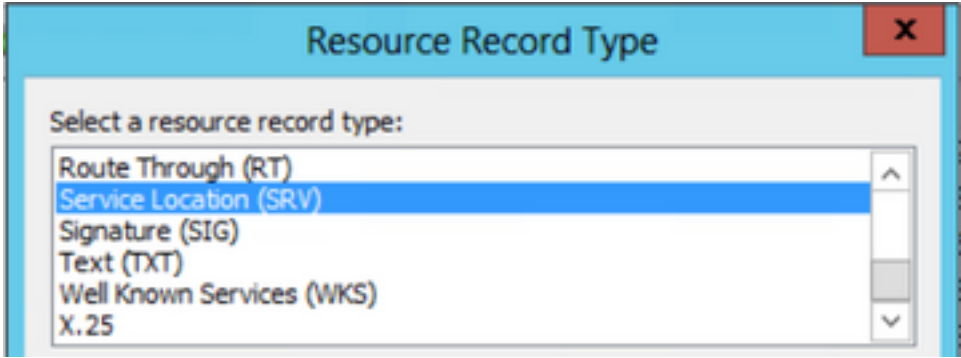 Resource Record Type
x
Select a resource record type:
Route Through (RT)
Service Location (SRV)
Signature (SIG)
Text (TXT)
Well Known Services (WKS)
X.25